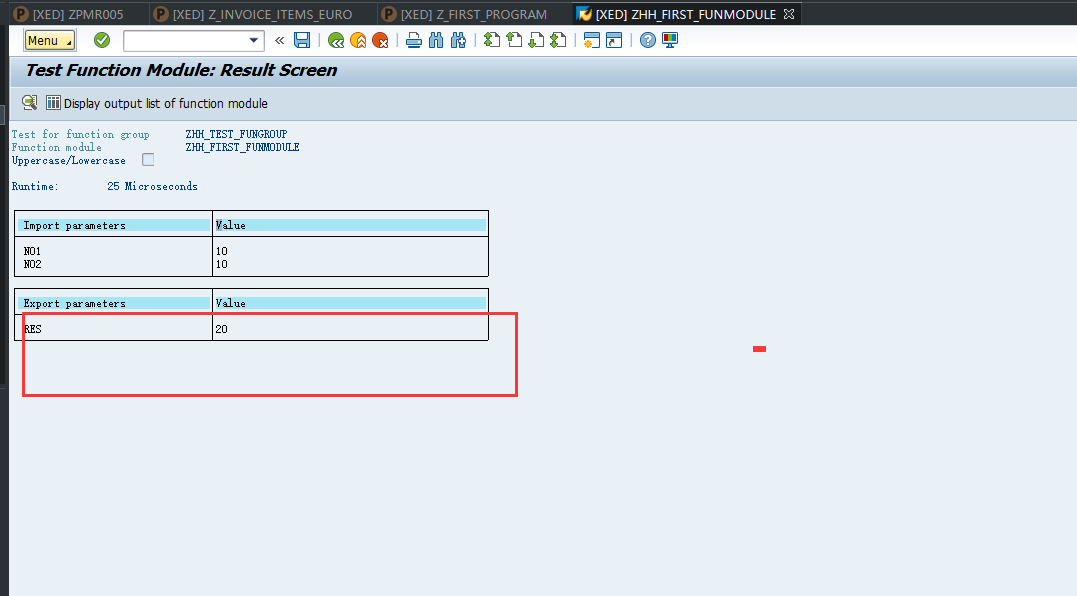 [XED] ZPMR005 [XED] Z_INVOICE_ITEMS_EURO [XED] Z_FIRST_PROGRAM [XED] ZHH_FIRST_FUNMODULE
Menu
Test Function Module: Result Screen
Display output list of function module
Test for function group ZHH_TEST_FUNGROUP
Function module ZHH_FIRST_FUNMODULE
Uppercase/Lowercase
Runtime: 25 Microseconds
Import parameters Value
NO1 10
NO2 10
Export parameters Value
RES 20